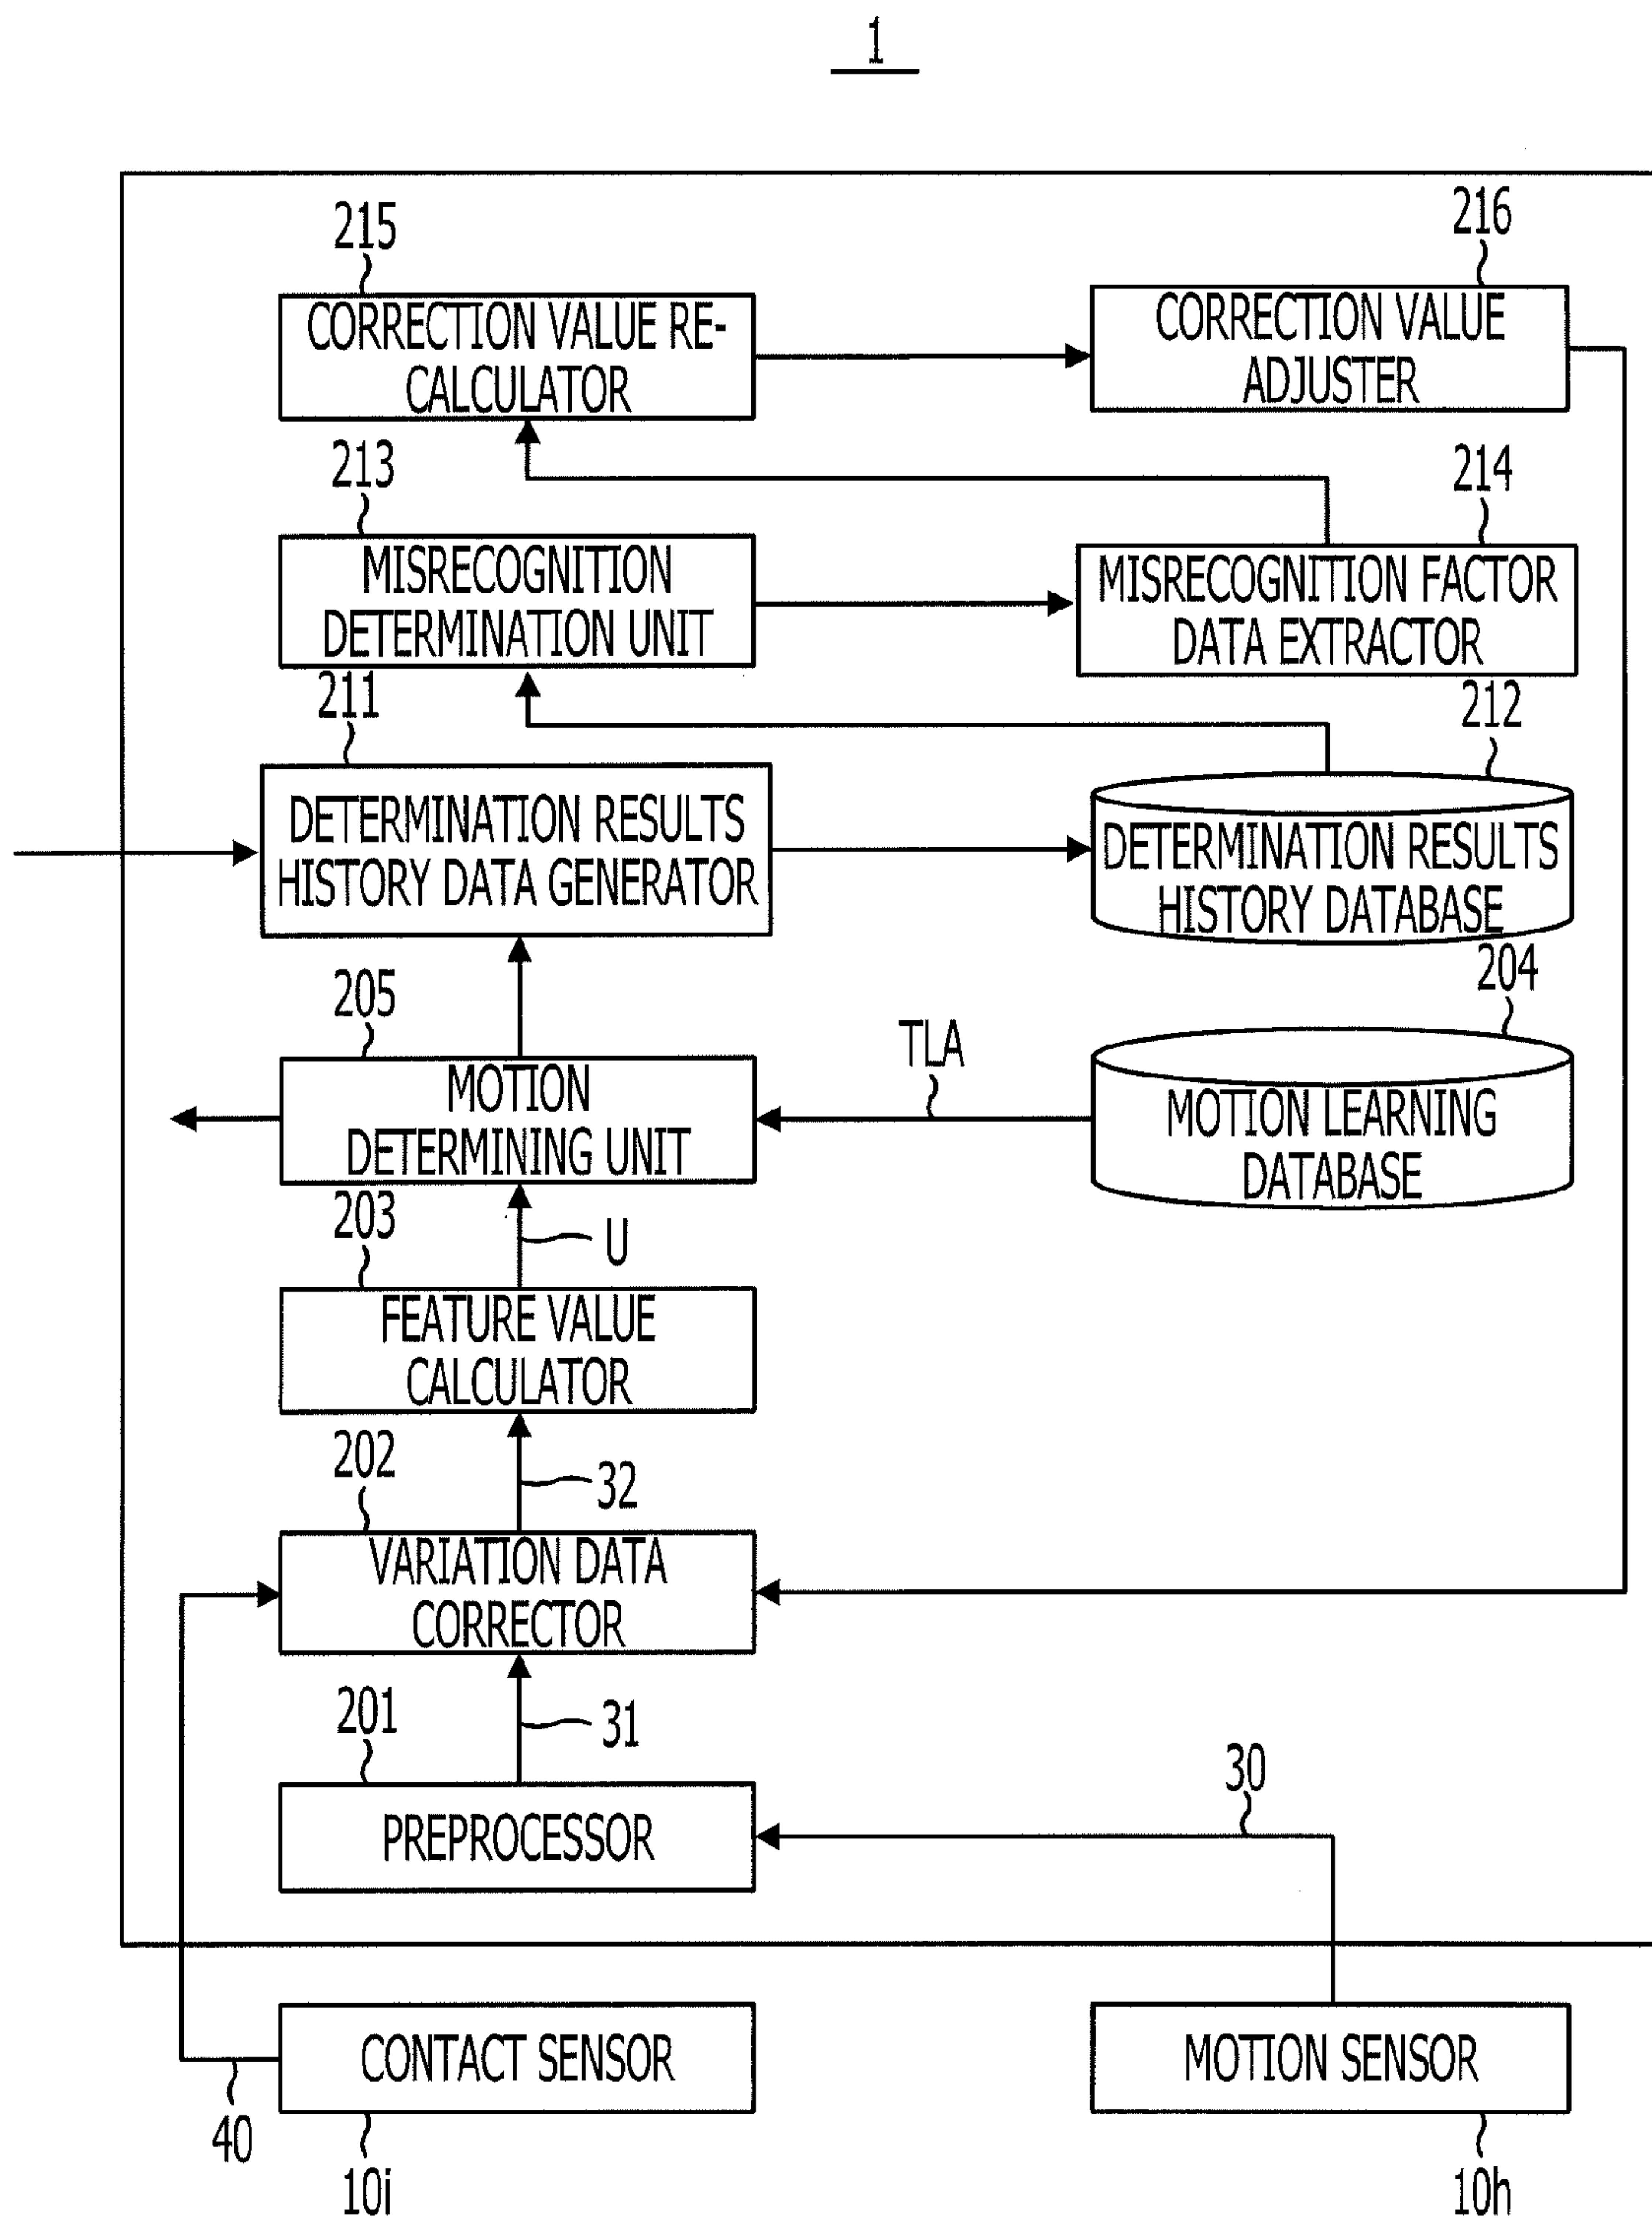 1
215
216
CORRECTION VALUE RE-
CALCULATOR
CORRECTION VALUE
ADJUSTER
213
214
MISRECOGNITION
DETERMINATION UNIT
MISRECOGNITION FACTOR
DATA EXTRACTOR
211
212
DETERMINATION RESULTS
HISTORY DATA GENERATOR
DETERMINATION RESULTS
HISTORY DATABASE
205
204
TLA
MOTION
DETERMINING UNIT
MOTION LEARNING
DATABASE
203
U
FEATURE VALUE
CALCULATOR
202
32
VARIATION DATA
CORRECTOR
201
31
30
PREPROCESSOR
CONTACT SENSOR
MOTION SENSOR
40
10i
10h